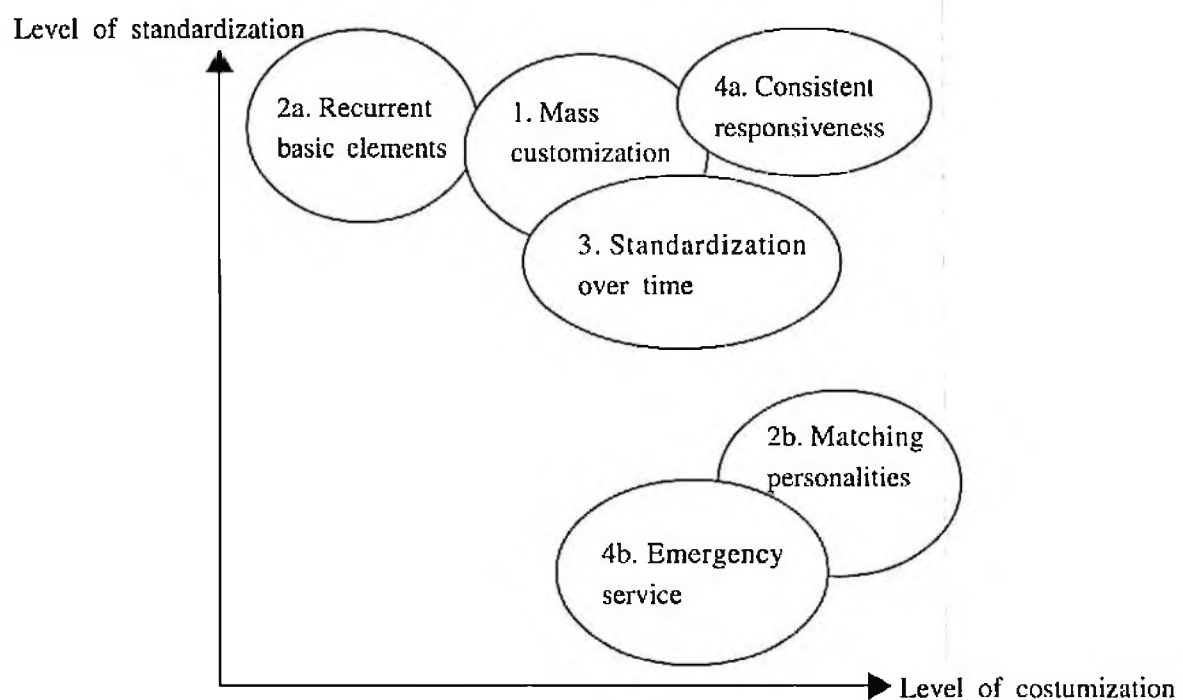 Level of standardization
2a. Recurrent
basic elements
1. Mass
customization
4a. Consistent
responsiveness
3. Standardization
over time
2b. Matching
personalities
4b. Emergency
service
Level of costumization